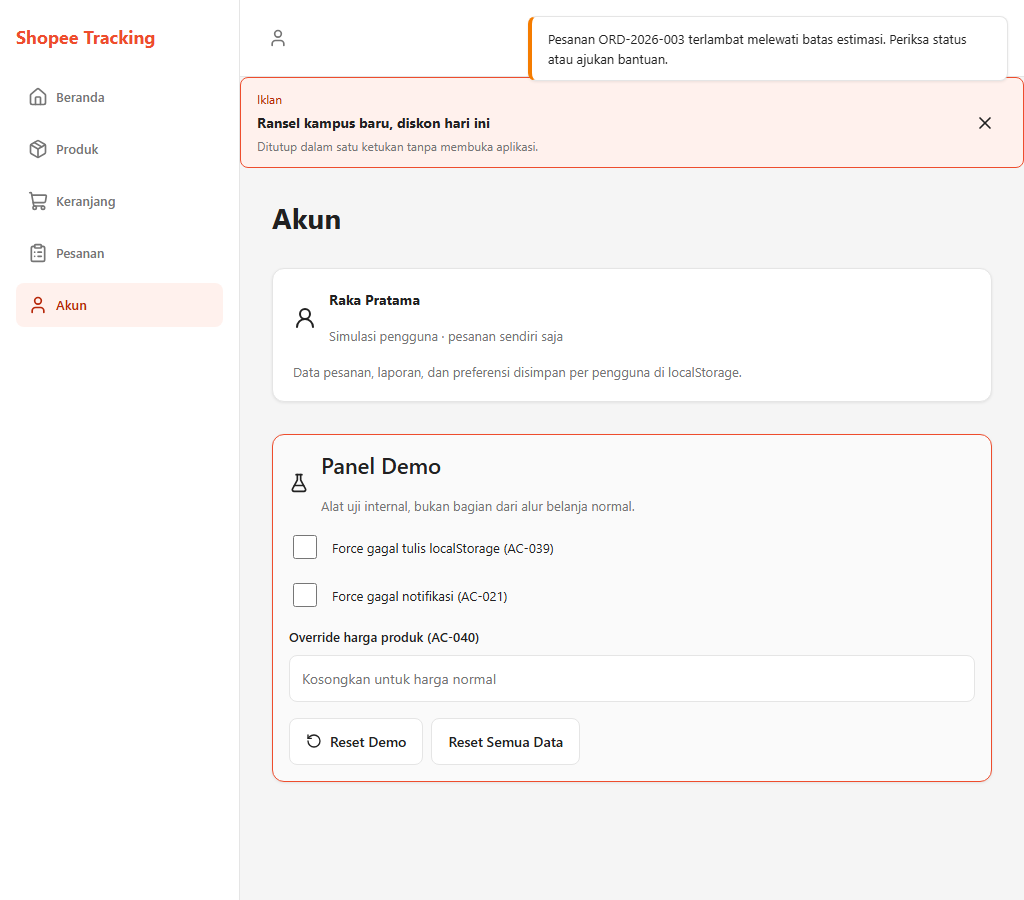 Shopee Tracking
Beranda
Produk
Keranjang
Pesanan
Akun
Pesanan ORD-2026-003 terlambat melewati batas estimasi. Periksa status
atau ajukan bantuan.
Iklan
Ransel kampus baru, diskon hari ini
Ditutup dalam satu ketukan tanpa membuka aplikasi.
Akun
Raka Pratama
Simulasi pengguna · pesanan sendiri saja
Data pesanan, laporan, dan preferensi disimpan per pengguna di localStorage.
Panel Demo
Alat uji internal, bukan bagian dari alur belanja normal.
Force gagal tulis localStorage (AC-039)
Force gagal notifikasi (AC-021)
Override harga produk (AC-040)
Kosongkan untuk harga normal
Reset Demo
Reset Semua Data